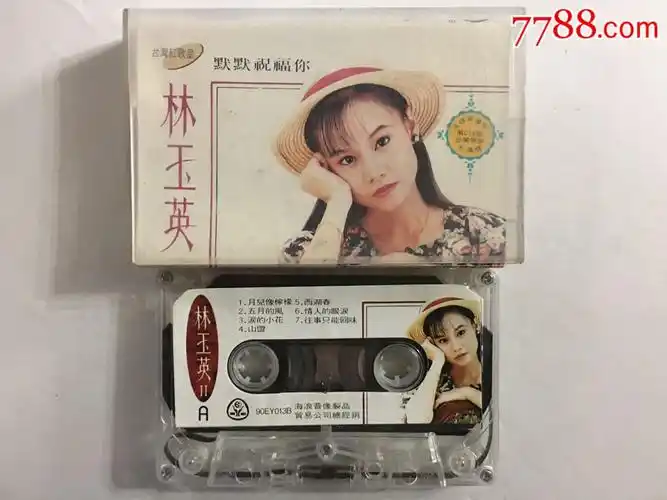 7788.com
台灣紅歌星
默默祝福你
林玉英
林玉英
II
A
1.月兒像檸檬 5.西湖春
2.五月的風 6.情人的眼淚
3.淚的小花 7.往事只能回味
4.山盟
90EY013B
海浪音像製品
貿易公司總經銷